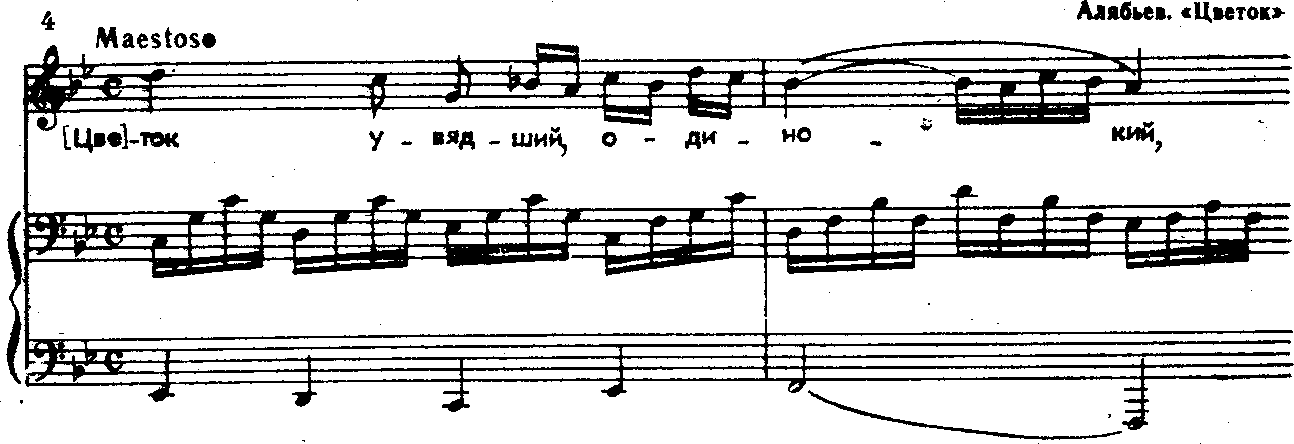 4
Алябьев. «Цветок»
Maestoso
[Цве]-ток у - вяд - ший, о - ди - но - й кий,